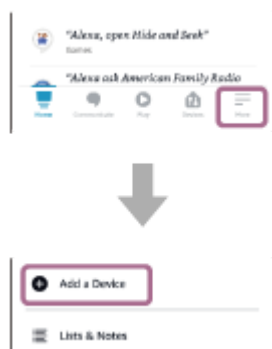 "Alexa, open Hide and Seek"
Games
"Alexa ask American Family Radio
Home Communicate Play Devices More
Add a Device
Lists & Notes